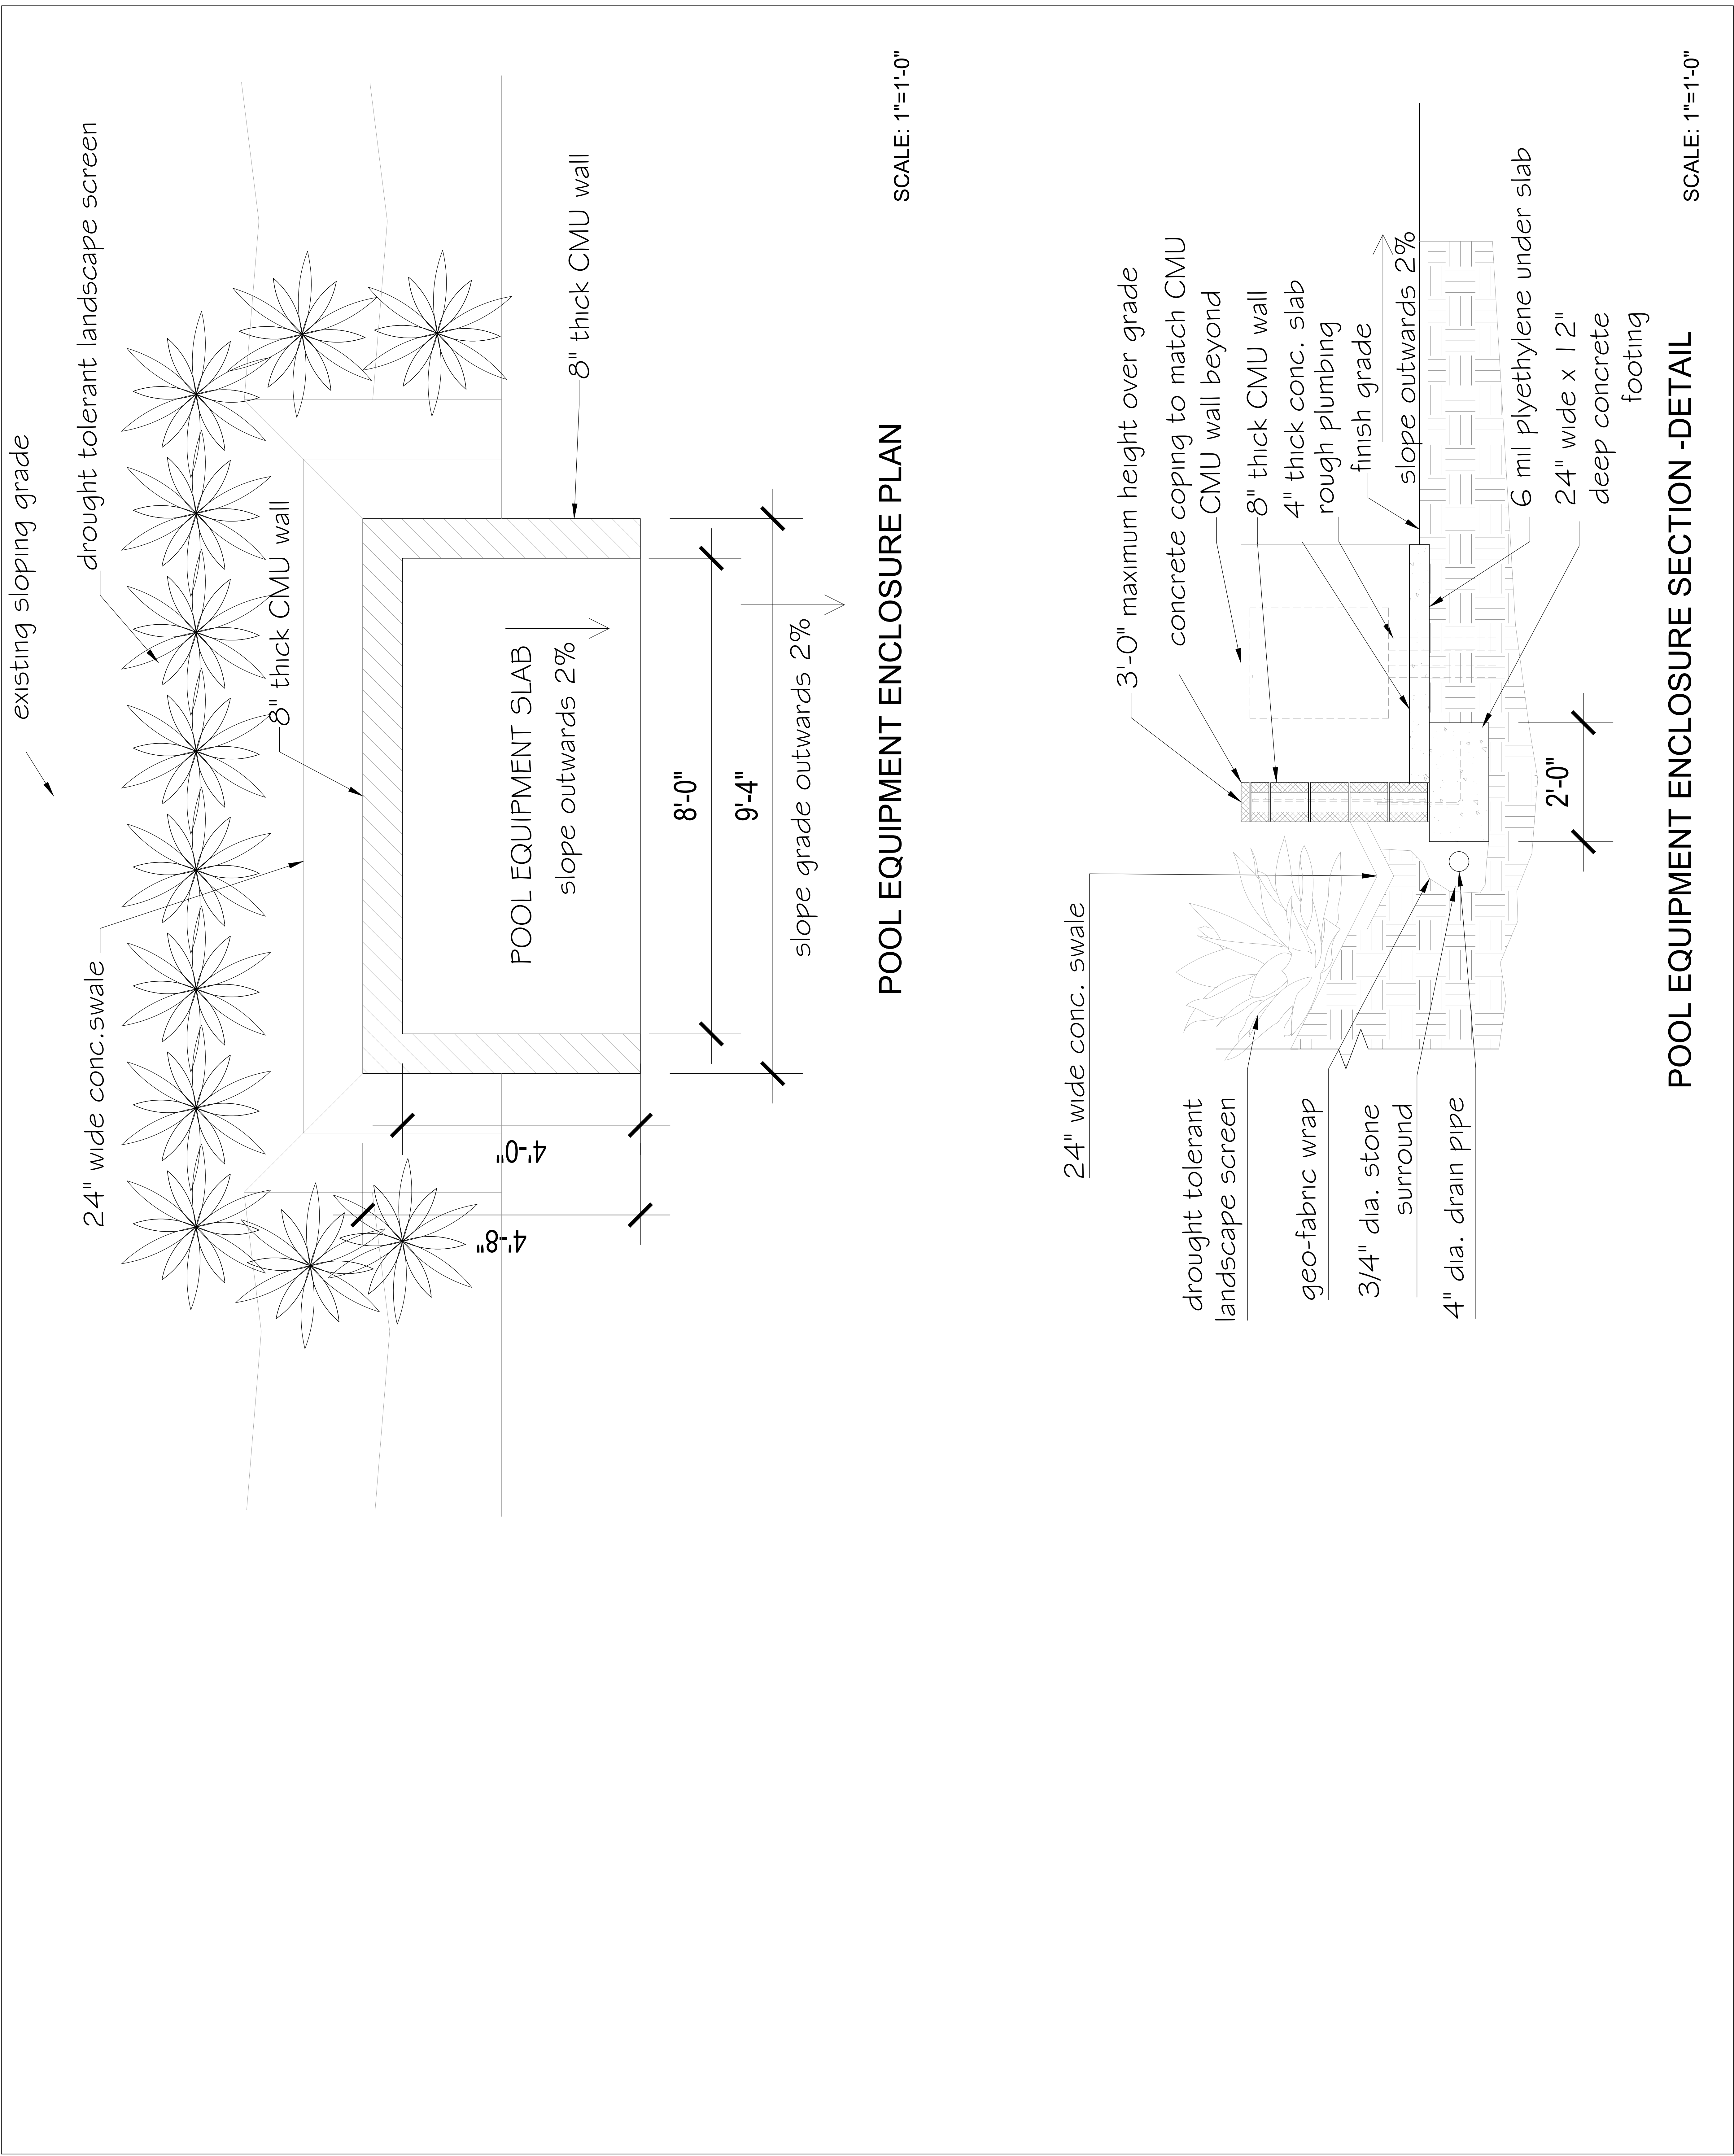 existing sloping grade
24" wide conc.swale
drought tolerant landscape screen
8" thick CMU wall
4'-0"
4'-8"
POOL EQUIPMENT SLAB
slope outwards 2%
8" thick CMU wall
8'-0"
9'-4"
slope grade outwards 2%
POOL EQUIPMENT ENCLOSURE PLAN
SCALE: 1"=1'-0"
24" wide conc. swale
drought tolerant
landscape screen
geo-fabric wrap
3/4" dia. stone
surround
4" dia. drain pipe
3'-0" maximum height over grade
concrete coping to match CMU
CMU wall beyond
8" thick CMU wall
4" thick conc. slab
rough plumbing
finish grade
slope outwards 2%
6 mil plyethylene under slab
24" wide x 12"
deep concrete
footing
2'-0"
POOL EQUIPMENT ENCLOSURE SECTION -DETAIL
SCALE: 1"=1'-0"